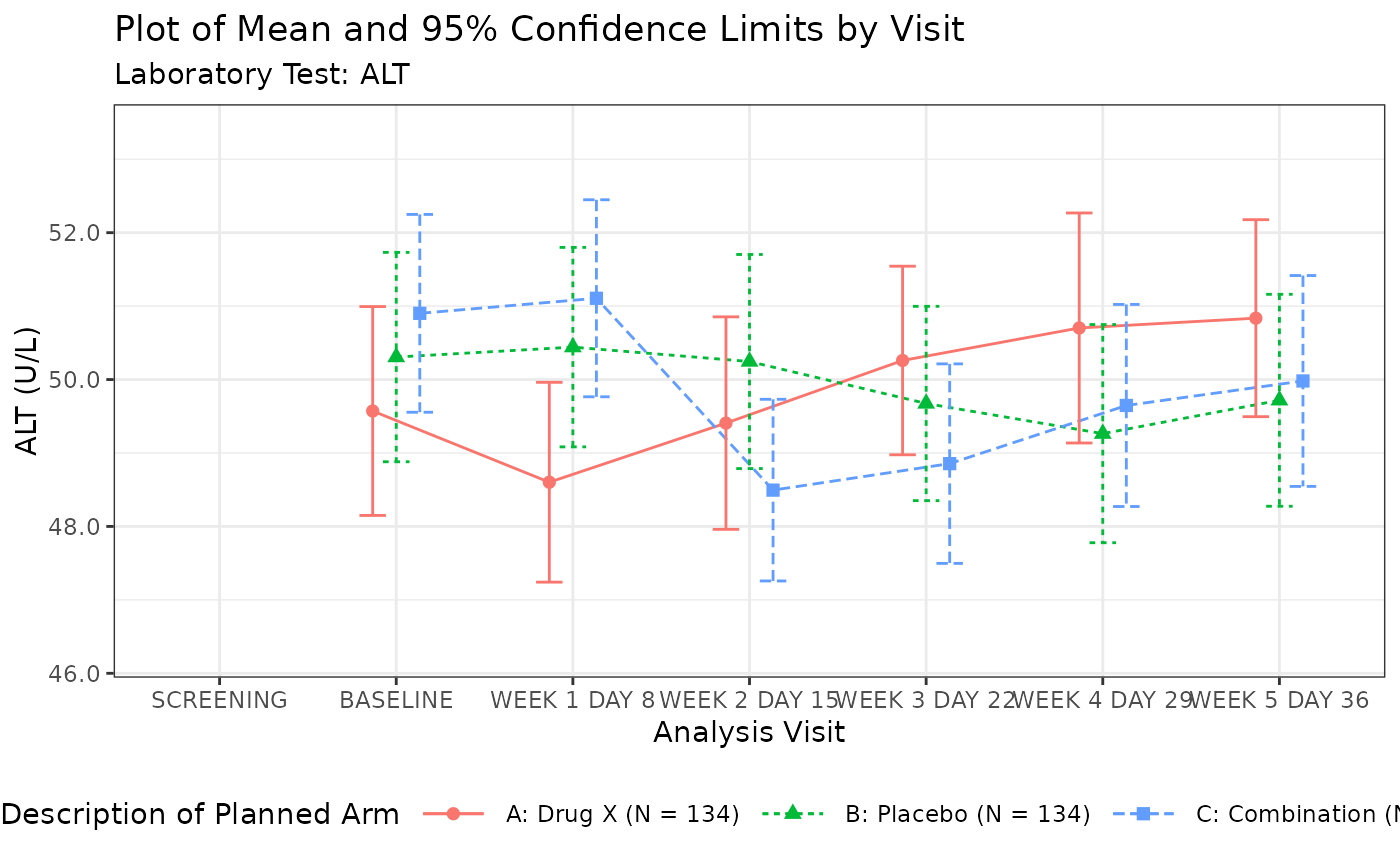 Plot of Mean and 95% Confidence Limits by Visit
Laboratory Test: ALT
ALT (U/L)
52.0
50.0
48.0
46.0
SCREENING BASELINE WEEK 1 DAY 8 WEEK 2 DAY 15 WEEK 3 DAY 22 WEEK 4 DAY 29 WEEK 5 DAY 36
Analysis Visit
Description of Planned Arm A: Drug X (N = 134) B: Placebo (N = 134) C: Combination (